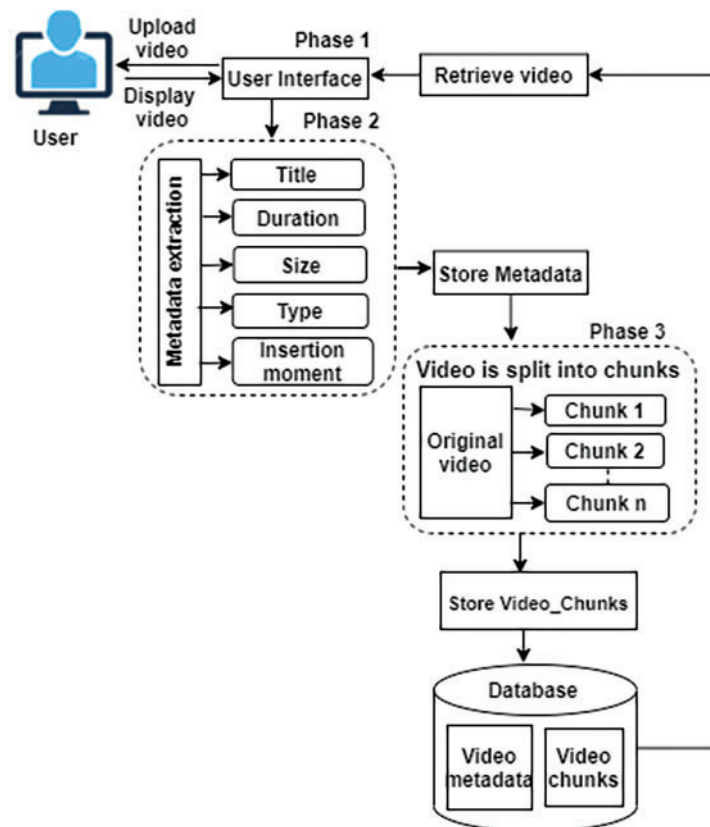 Upload
video
Phase 1
User Interface
Retrieve video
Display
video
User
Phase 2
Metadata extraction
Title
Duration
Size
Type
Insertion
moment
Store Metadata
Phase 3
Video is split into chunks
Original
video
Chunk 1
Chunk 2
Chunk n
Store Video_Chunks
Database
Video
metadata
Video
chunks